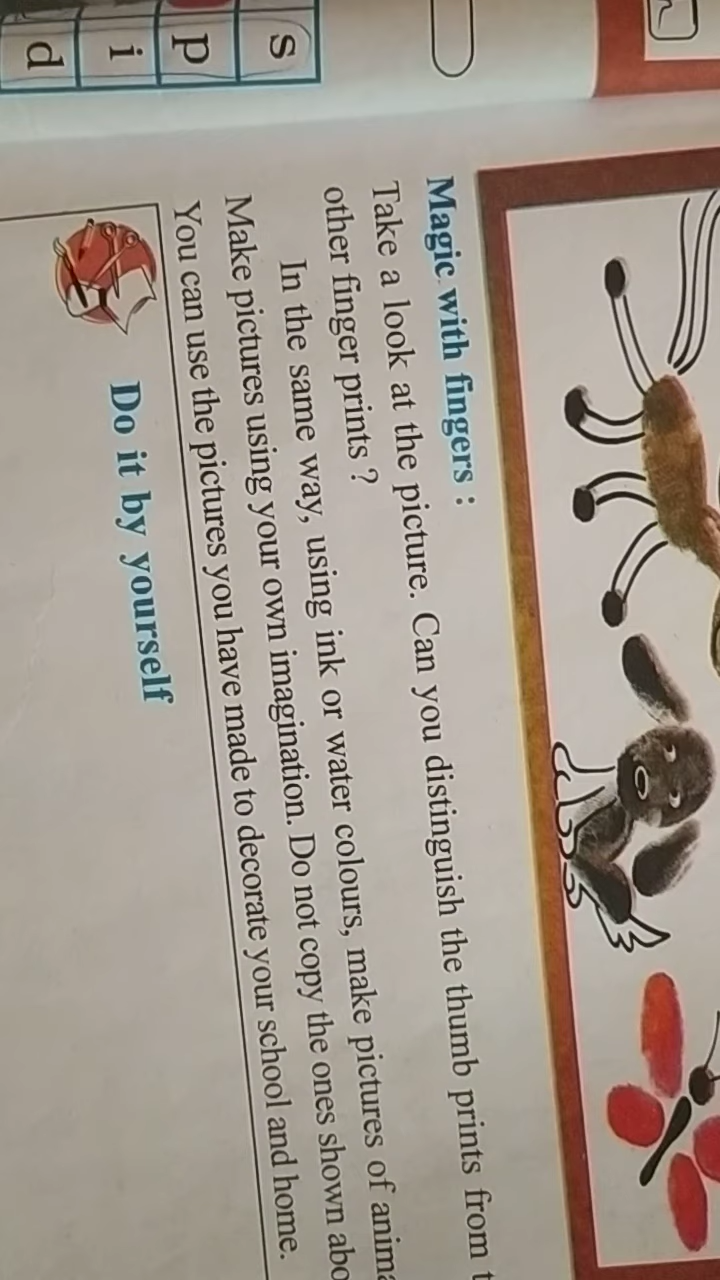 Magic with fingers :
Take a look at the picture. Can you distinguish the thumb prints from
other finger prints ?
In the same way, using ink or water colours, make pictures of
Make pictures using your own imagination. Do not copy the ones shown
You can use the pictures you have made to decorate your school and home.
Do it by yourself
s
p
i
d